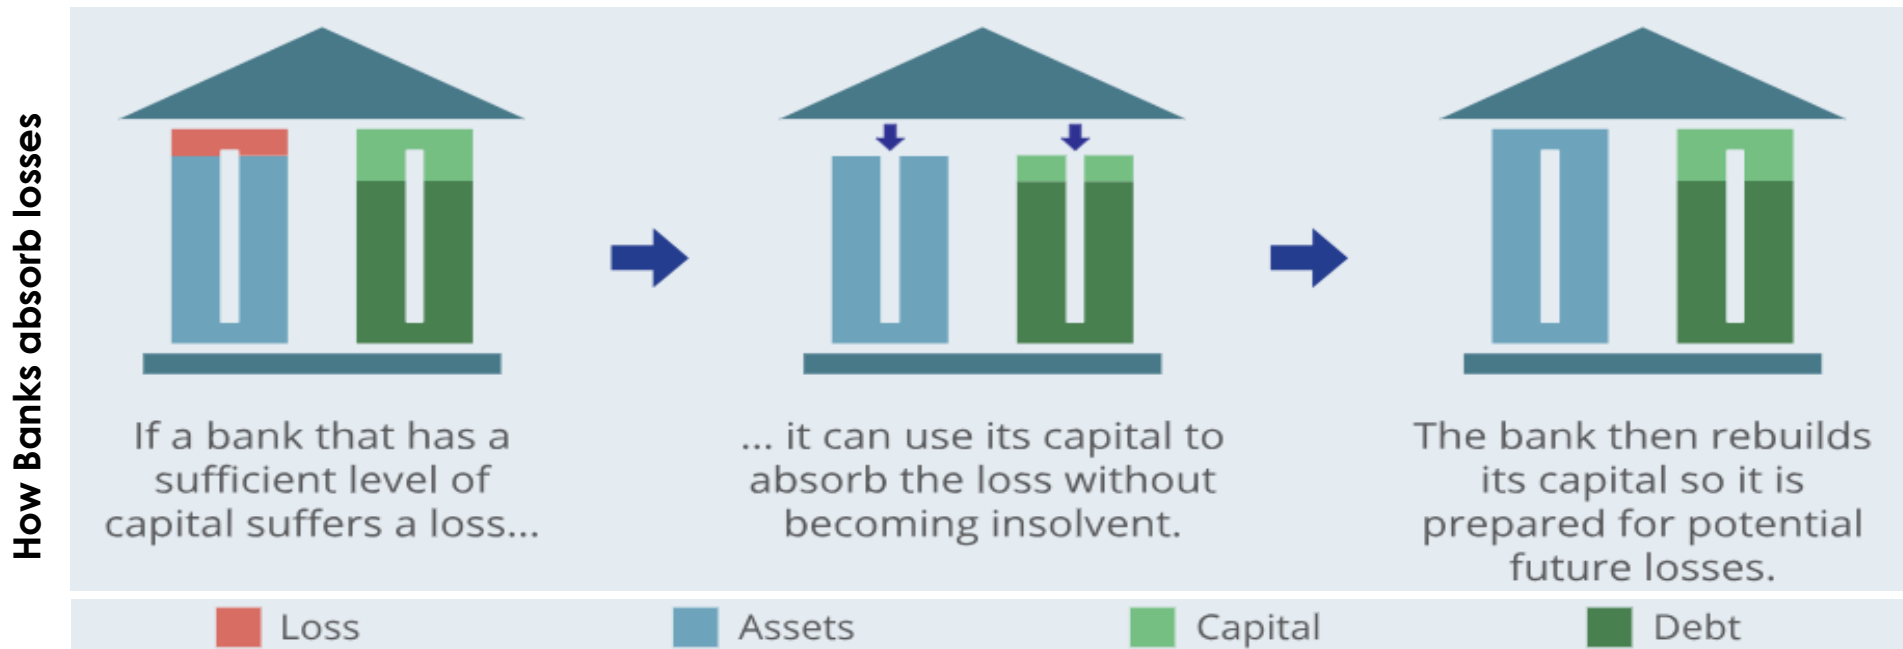 How Banks absorb losses
If a bank that has a
sufficient level of
capital suffers a loss...
... it can use its capital to
absorb the loss without
becoming insolvent.
The bank then rebuilds
its capital so it is
prepared for potential
future losses.
Loss
Assets
Capital
Debt